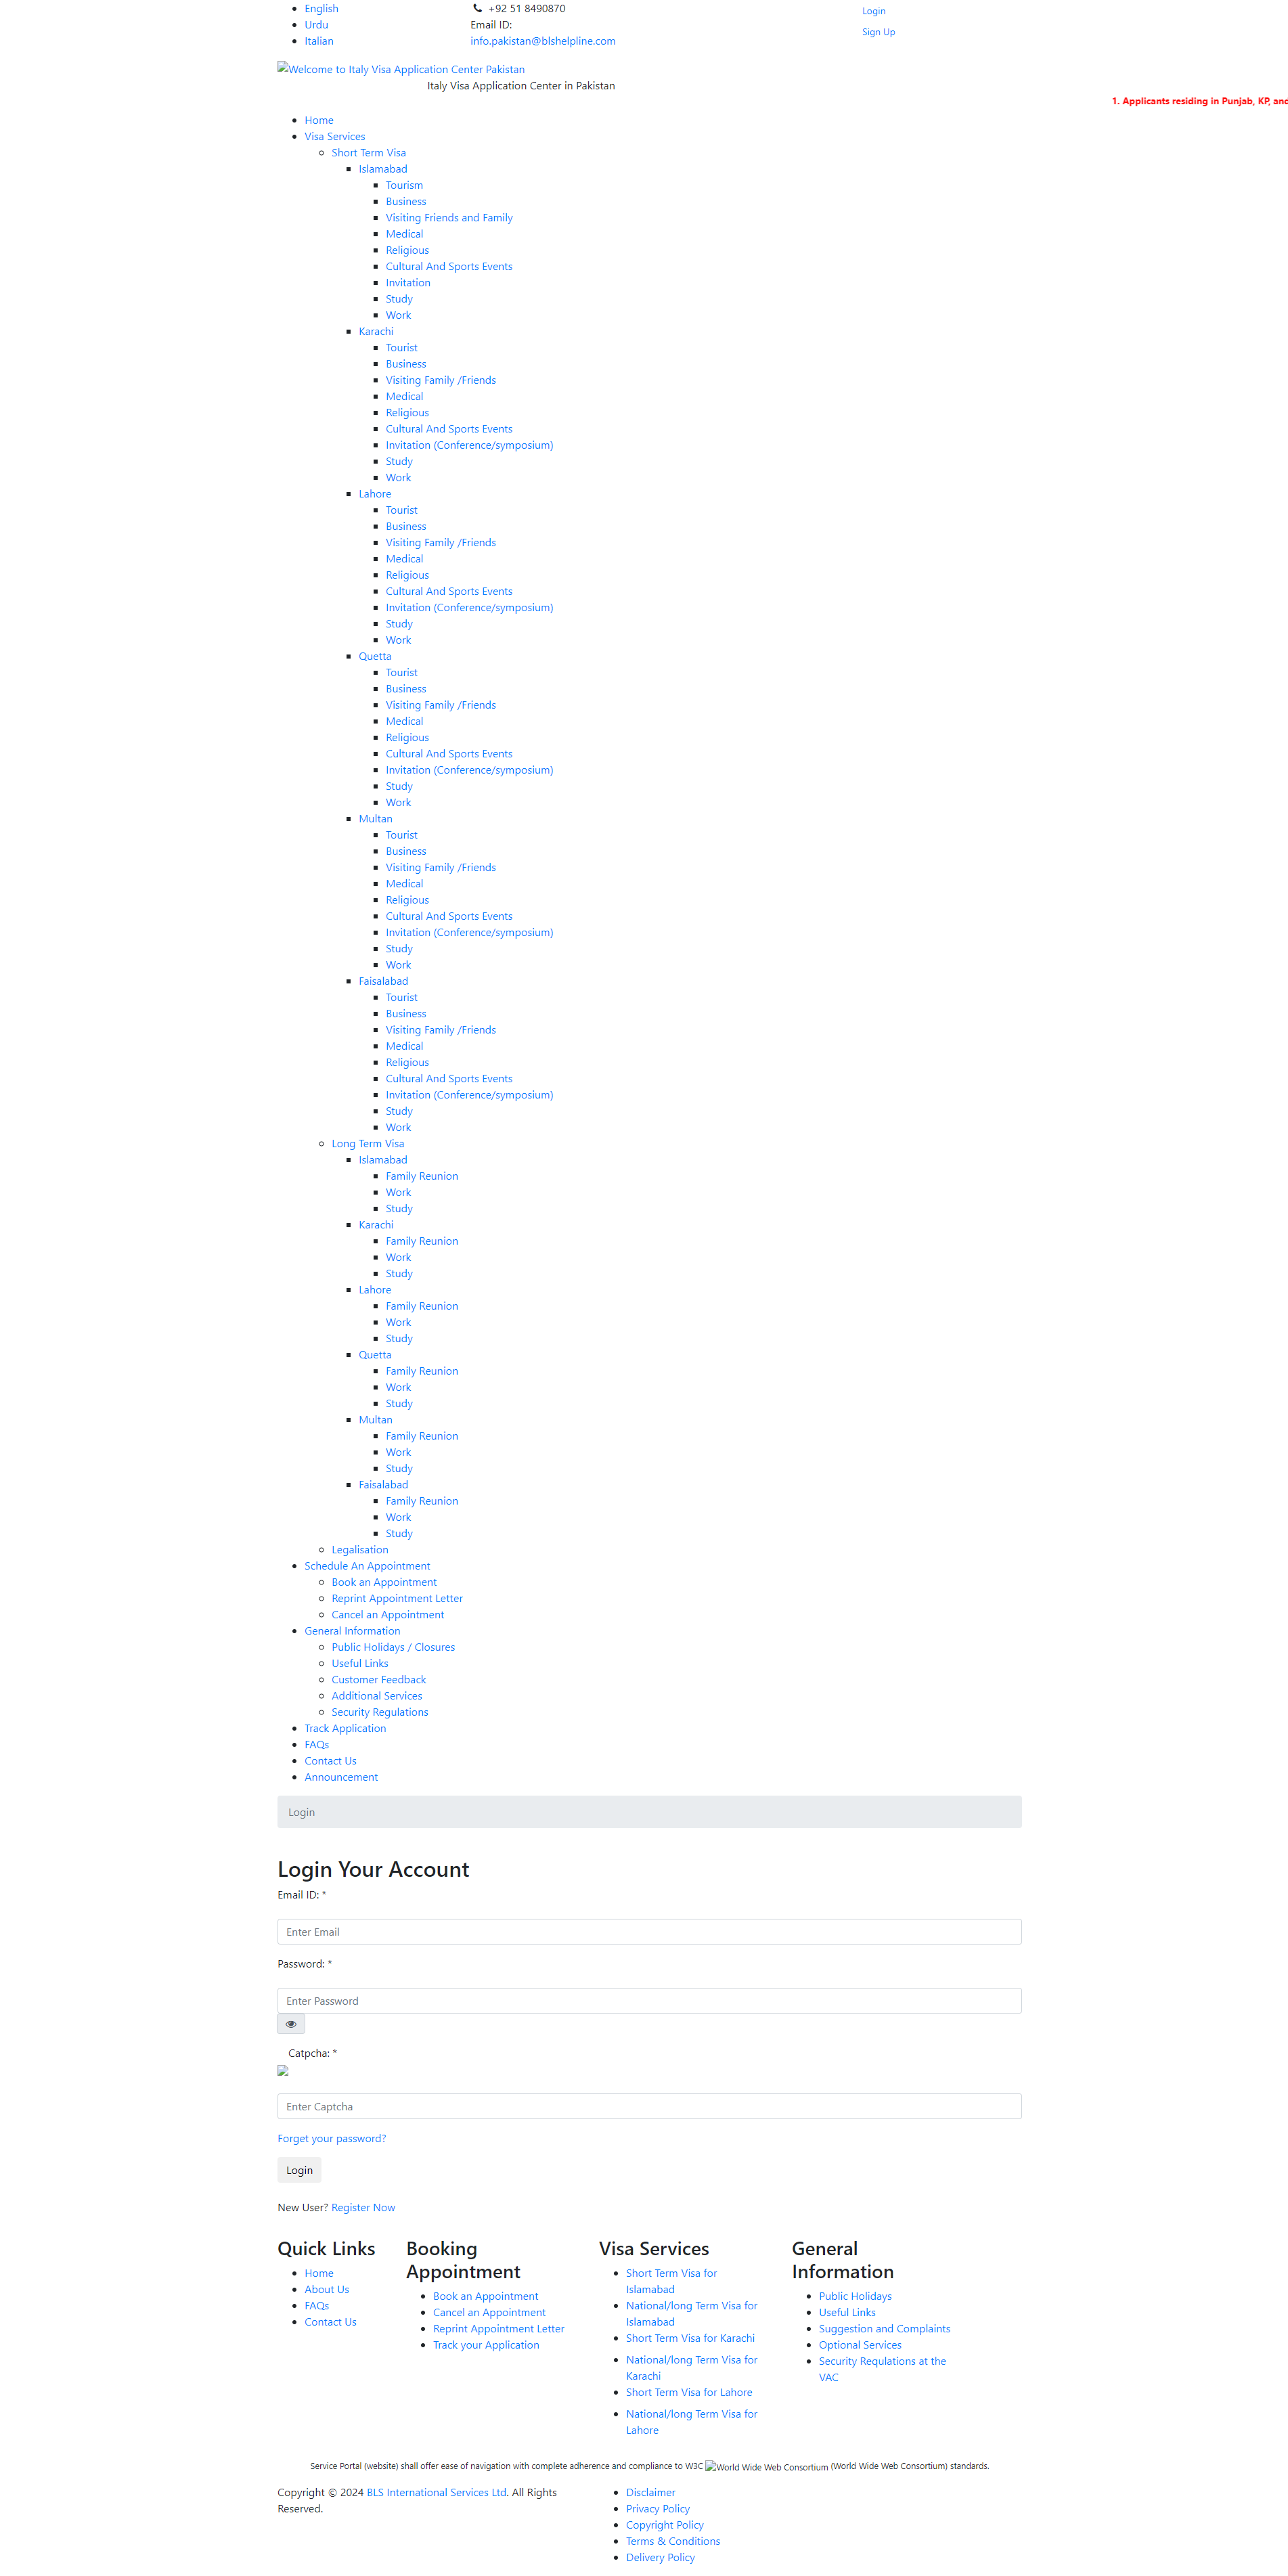 English
Urdu
Italian
+92 51 8490870
Email ID:
info.pakistan@blshelpline.com
Login
Sign Up
Welcome to Italy Visa Application Center Pakistan
Italy Visa Application Center in Pakistan
1. Applicants residing in Punjab, KP, and
Home
Visa Services
Short Term Visa
Islamabad
Tourism
Business
Visiting Friends and Family
Medical
Religious
Cultural And Sports Events
Invitation
Study
Work
Karachi
Tourist
Business
Visiting Family /Friends
Medical
Religious
Cultural And Sports Events
Invitation (Conference/symposium)
Study
Work
Lahore
Tourist
Business
Visiting Family /Friends
Medical
Religious
Cultural And Sports Events
Invitation (Conference/symposium)
Study
Work
Quetta
Tourist
Business
Visiting Family /Friends
Medical
Religious
Cultural And Sports Events
Invitation (Conference/symposium)
Study
Work
Multan
Tourist
Business
Visiting Family /Friends
Medical
Religious
Cultural And Sports Events
Invitation (Conference/symposium)
Study
Work
Faisalabad
Tourist
Business
Visiting Family /Friends
Medical
Religious
Cultural And Sports Events
Invitation (Conference/symposium)
Study
Work
Long Term Visa
Islamabad
Family Reunion
Work
Study
Karachi
Family Reunion
Work
Study
Lahore
Family Reunion
Work
Study
Quetta
Family Reunion
Work
Study
Multan
Family Reunion
Work
Study
Faisalabad
Family Reunion
Work
Study
Legalisation
Schedule An Appointment
Book an Appointment
Reprint Appointment Letter
Cancel an Appointment
General Information
Public Holidays / Closures
Useful Links
Customer Feedback
Additional Services
Security Regulations
Track Application
FAQs
Contact Us
Announcement
Login
Login Your Account
Email ID: *
Enter Email
Password: *
Enter Password
Catpcha: *
Enter Captcha
Forget your password?
Login
New User? Register Now
Quick Links
Home
About Us
FAQs
Contact Us
Booking
Appointment
Book an Appointment
Cancel an Appointment
Reprint Appointment Letter
Track your Application
Visa Services
Short Term Visa for
Islamabad
National/long Term Visa for
Islamabad
Short Term Visa for Karachi
National/long Term Visa for
Karachi
Short Term Visa for Lahore
National/long Term Visa for
Lahore
General
Information
Public Holidays
Useful Links
Suggestion and Complaints
Optional Services
Security Requlations at the
VAC
Service Portal (website) shall offer ease of navigation with complete adherence and compliance to W3C World Wide Web Consortium (World Wide Web Consortium) standards.
Copyright © 2024 BLS International Services Ltd. All Rights
Reserved.
Disclaimer
Privacy Policy
Copyright Policy
Terms & Conditions
Delivery Policy